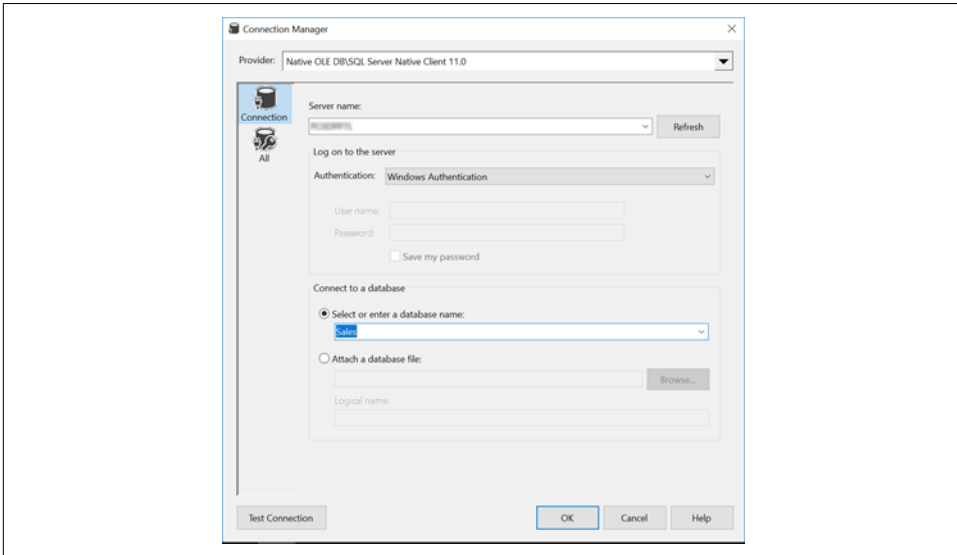 Connection Manager
Provider: Native OLE DB\SQL Server Native Client 11.0
Connection
All
Server name:
Refresh
Log on to the server
Authentication: Windows Authentication
User name:
Password:
Save my password
Connect to a database
Select or enter a database name:
Sales
Attach a database file:
Browse...
Logical name:
Test Connection OK Cancel Help